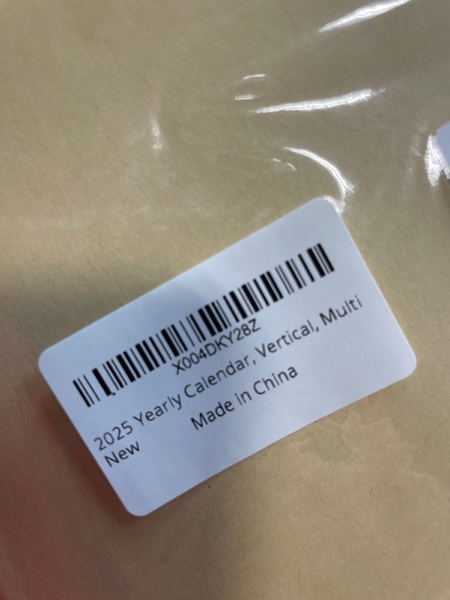 X004DKY28Z
2025 Yearly Calendar, Vertical, Multi
New
Made in China